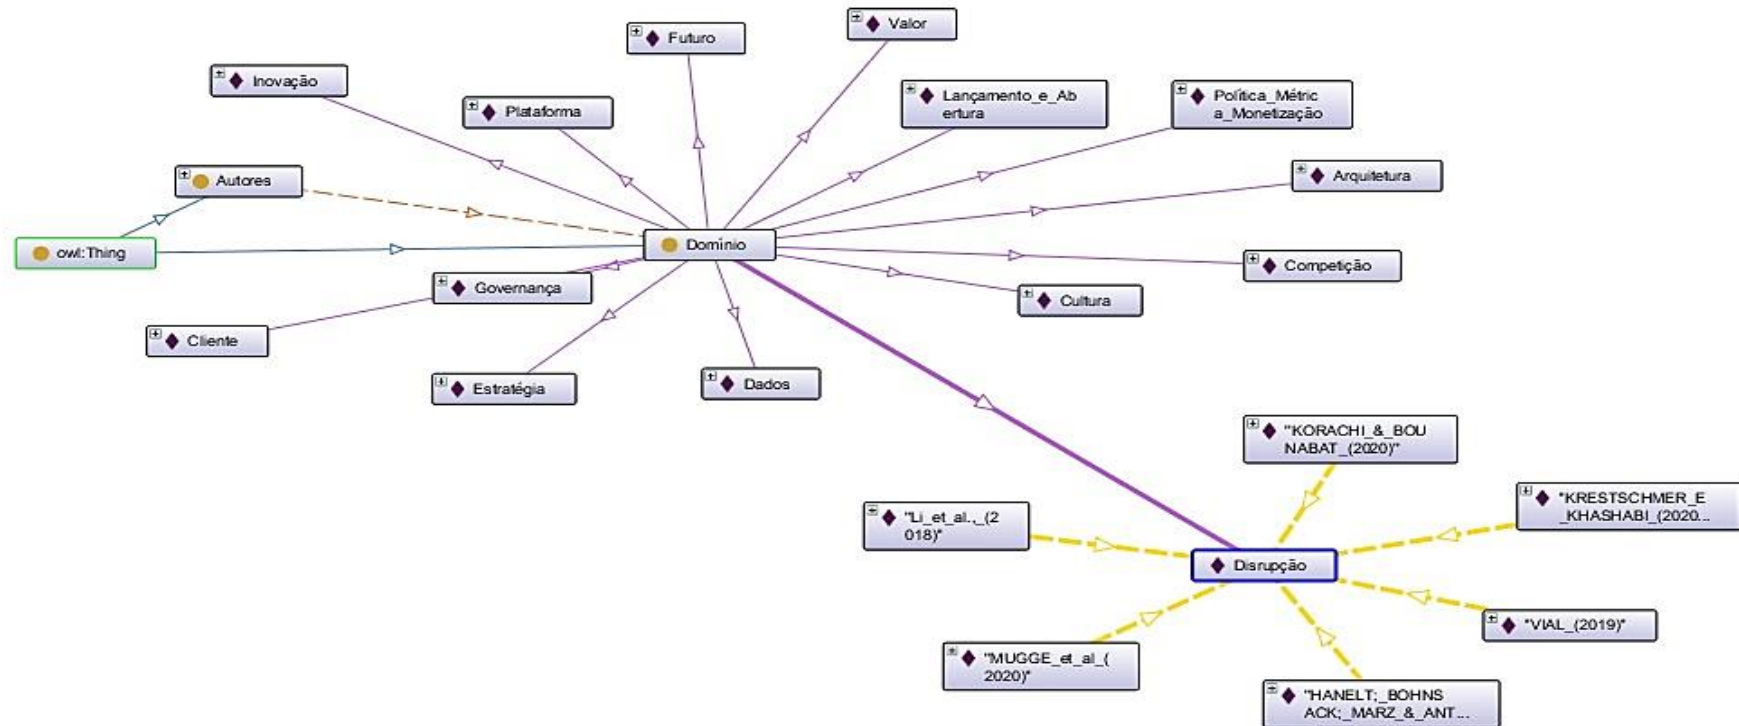 Valor
Futuro
Inovação
Plataforma
Lançamento_e_Ab
ertura
Política_Métric
a_Monetização
Autores
Arquitetura
owl:Thing
Domínio
Governança
Competição
Cultura
Cliente
Estratégia
Dados
"KORACHI_&_BOU
NABAT_(2020)"
"KRESTSCHMER_E
_KHASHABI_(2020...
"Li_et_al.,_(2
018)"
Disrupção
"VIAL_(2019)"
"MUGGE_et_al_(
2020)"
"HANELT;_BOHNS
ACK;_MARZ_&_ANT...